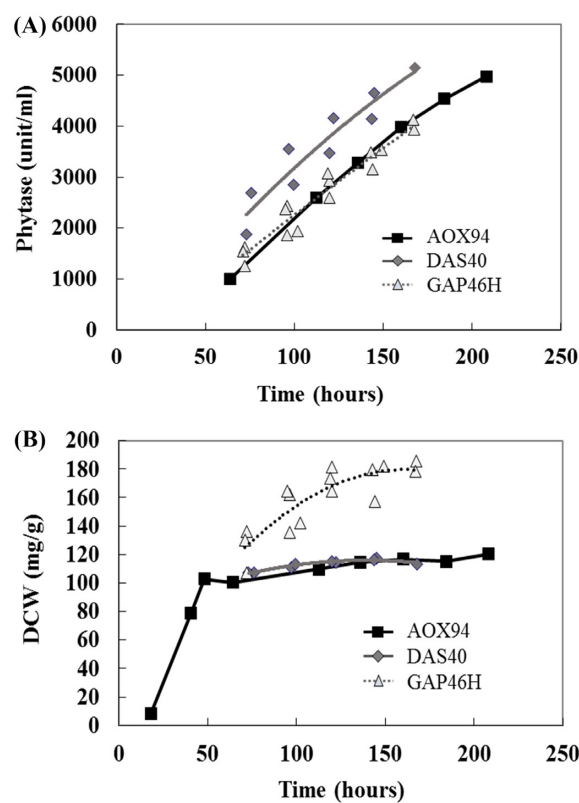 (A)
6000
5000
4000
3000
2000
1000
0
Phytase (unit/ml)
AOX94
DAS40
GAP46H
0 50 100 150 200 250
Time (hours)
(B)
200
180
160
140
120
100
80
60
40
20
0
DCW (mg/g)
AOX94
DAS40
GAP46H
0 50 100 150 200 250
Time (hours)